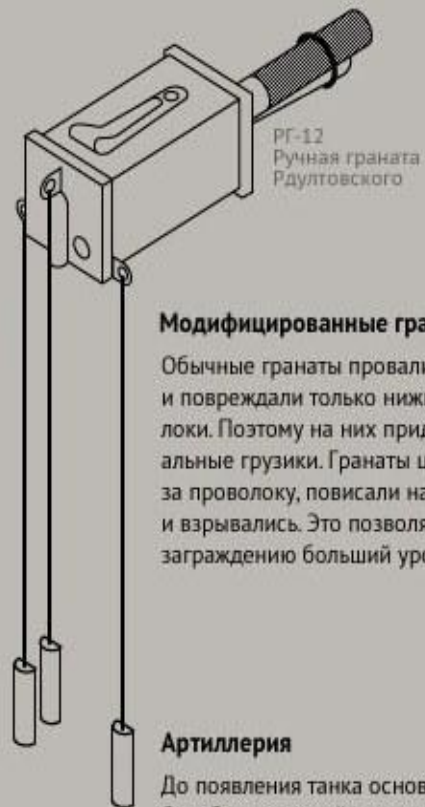 РГ-12
Ручная граната
Рдултовского
Модифицированные гра
Обычные гранаты провали
и повреждали только нижн
локи. Поэтому на них прид
альные грузики. Гранаты ц
за проволоку, повисали на
и взрывались. Это позволя
заграждению больший уро
Артиллерия
До появления танка основ